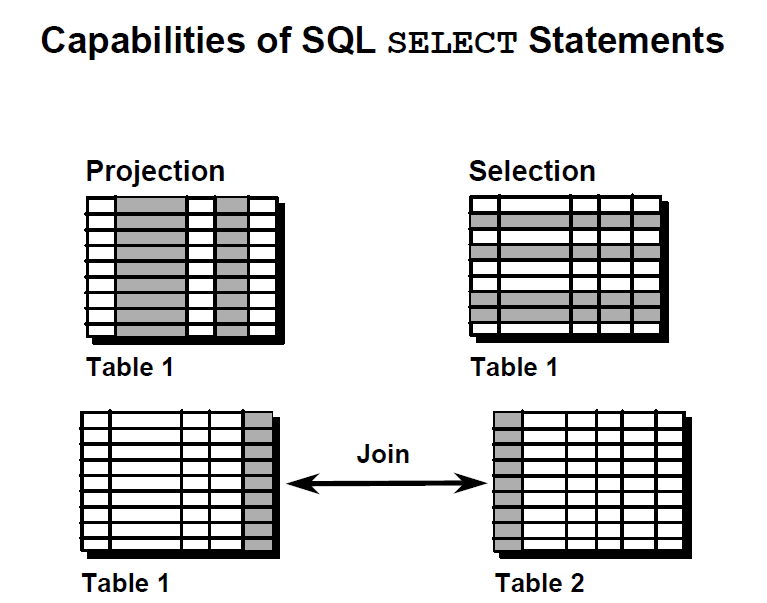 Capabilities of SQL SELECT Statements
Projection
Selection
Table 1
Table 1
Join
Table 1
Table 2